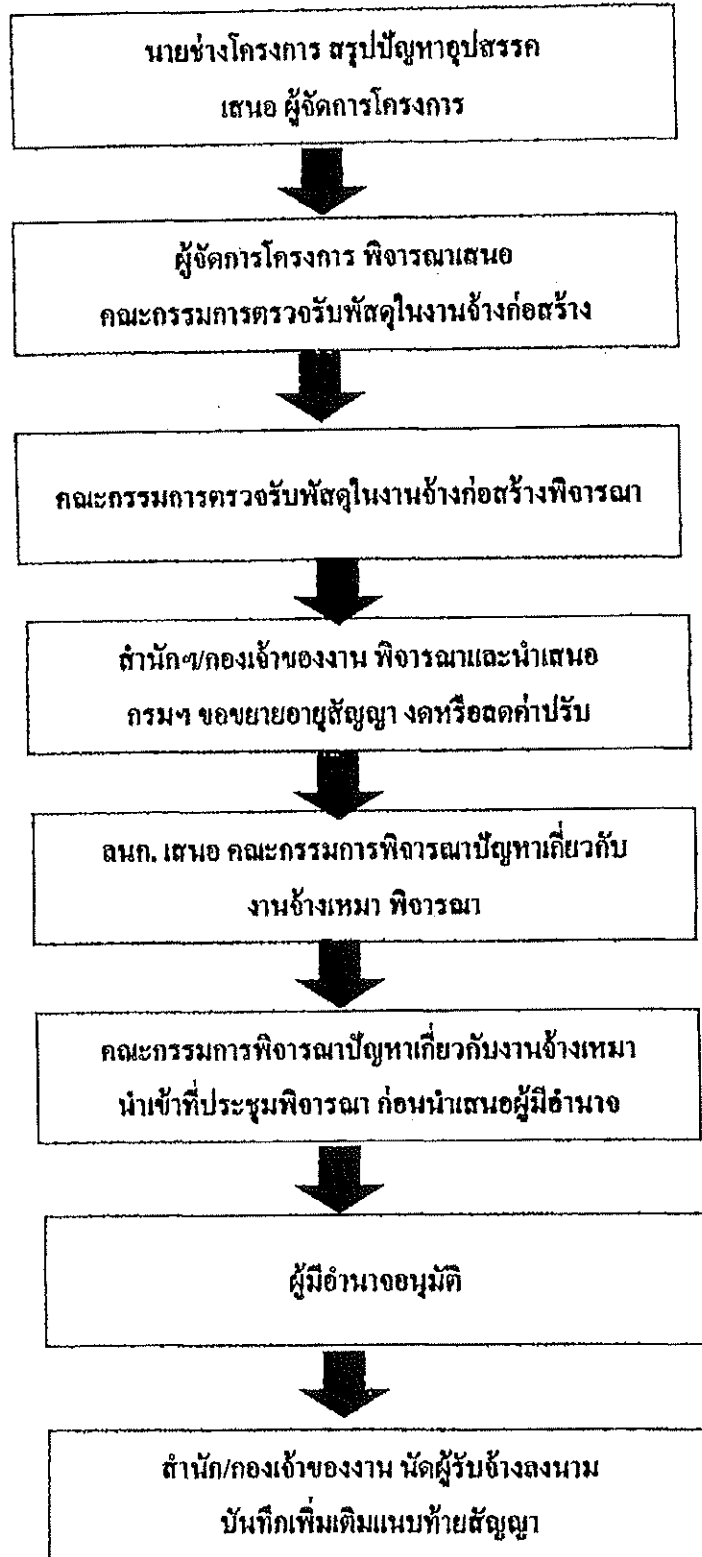 นายช่างโครงการ สรุปปัญหาอุปสรรค
เสนอ ผู้จัดการโครงการ
ผู้จัดการโครงการ พิจารณาเสนอ
คณะกรรมการตรวจรับพัสดุในงานจ้างก่อสร้าง
คณะกรรมการตรวจรับพัสดุในงานจ้างก่อสร้างพิจารณา
สำนักฯ/กองเจ้าของงาน พิจารณาและนำเสนอ
กรมฯ ขอขยายอายุสัญญา งดหรือลดค่าปรับ
ลนก. เสนอ คณะกรรมการพิจารณาปัญหาเกี่ยวกับ
งานจ้างเหมา พิจารณา
คณะกรรมการพิจารณาปัญหาเกี่ยวกับงานจ้างเหมา
นำเข้าที่ประชุมพิจารณา ก่อนนำเสนอผู้มีอำนาจ
ผู้มีอำนาจอนุมัติ
สำนัก/กองเจ้าของงาน นัดผู้รับจ้างลงนาม
บันทึกเพิ่มเติมแนบท้ายสัญญา